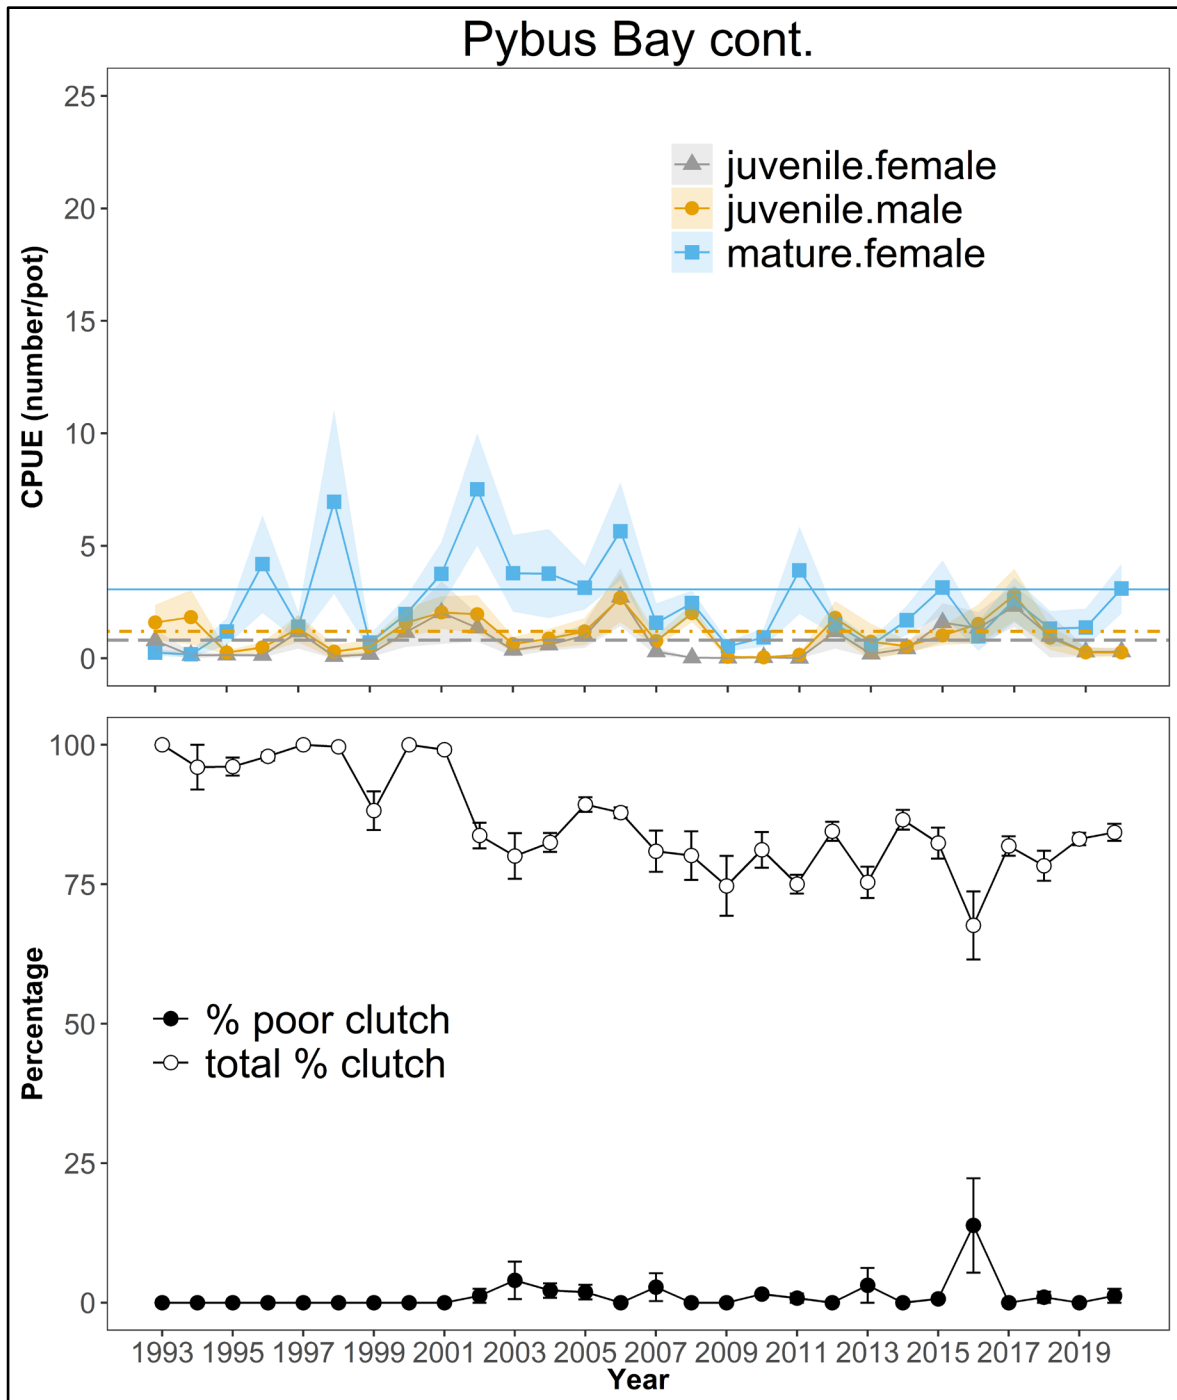 Pybus Bay cont.
CPUE (number/pot)
25
20
15
10
5
0
juvenile.female
juvenile.male
mature.female
Percentage
100
75
50
25
0
% poor clutch
total % clutch
1993 1995 1997 1999 2001 2003 2005 2007 2009 2011 2013 2015 2017 2019
Year